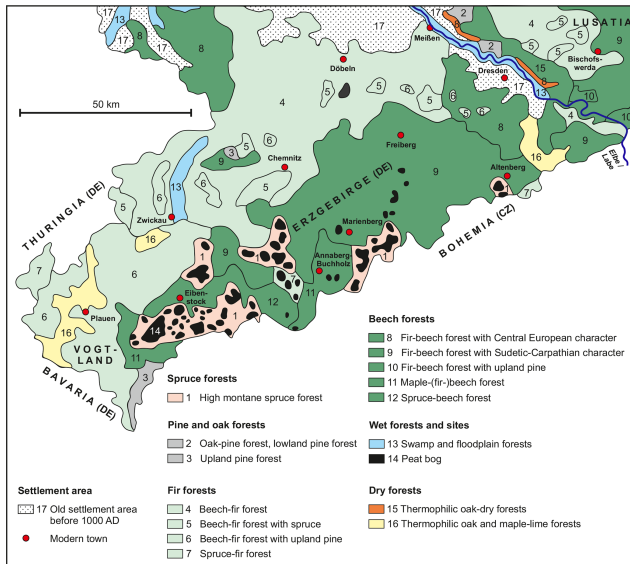 17
13
17
8
17
8
17
Meißen
17
8
2
2
4
5
5
5
LUSATIA
9
Bischofs-
werda
Döbeln
5
4
5
5
5
6
6
6
Dresden
17
15
8
13
10
4
10
9
50 km
8
16
Elbe /
Labe
Freiberg
9
Altenberg
1
7
5
3
9
6
6
Chemnitz
5
13
6
6
5
Zwickau
THURINGIA (DE)
ERZGEBIRGE (DE)
BOHEMIA (CZ)
Marienberg
Annaberg-
Buchholz
16
6
9
1
1
1
7
11
12
Eiben-
stock
1
14
7
6
16
Plauen
VOGT-
LAND
11
3
BAVARIA (DE)
Spruce forests
1 High montane spruce forest
Pine and oak forests
2 Oak-pine forest, lowland pine forest
3 Upland pine forest
Settlement area
17 Old settlement area
before 1000 AD
Modern town
Fir forests
4 Beech-fir forest
5 Beech-fir forest with spruce
6 Beech-fir forest with upland pine
7 Spruce-fir forest
Beech forests
8 Fir-beech forest with Central European character
9 Fir-beech forest with Sudetic-Carpathian character
10 Fir-beech forest with upland pine
11 Maple-(fir-)beech forest
12 Spruce-beech forest
Wet forests and sites
13 Swamp and floodplain forests
14 Peat bog
Dry forests
15 Thermophilic oak-dry forests
16 Thermophilic oak and maple-lime forests